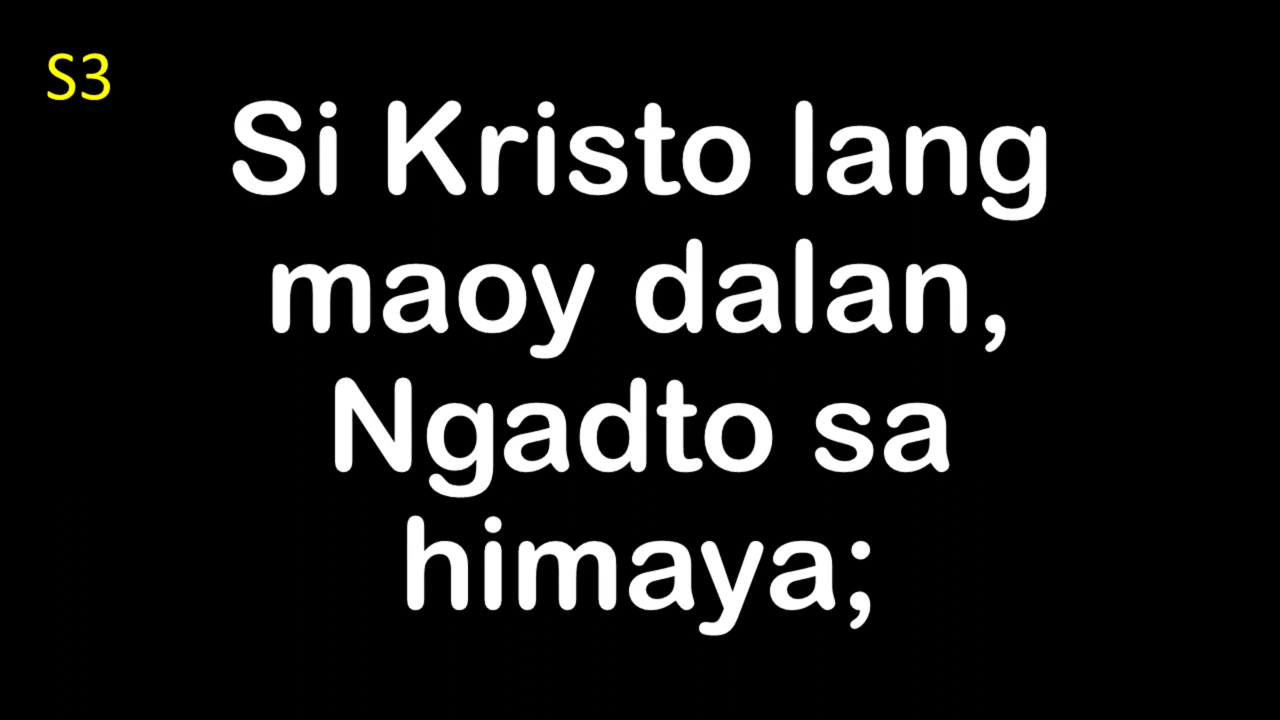 S3
Si Kristo lang
maoy dalan,
Ngadto sa
himaya;